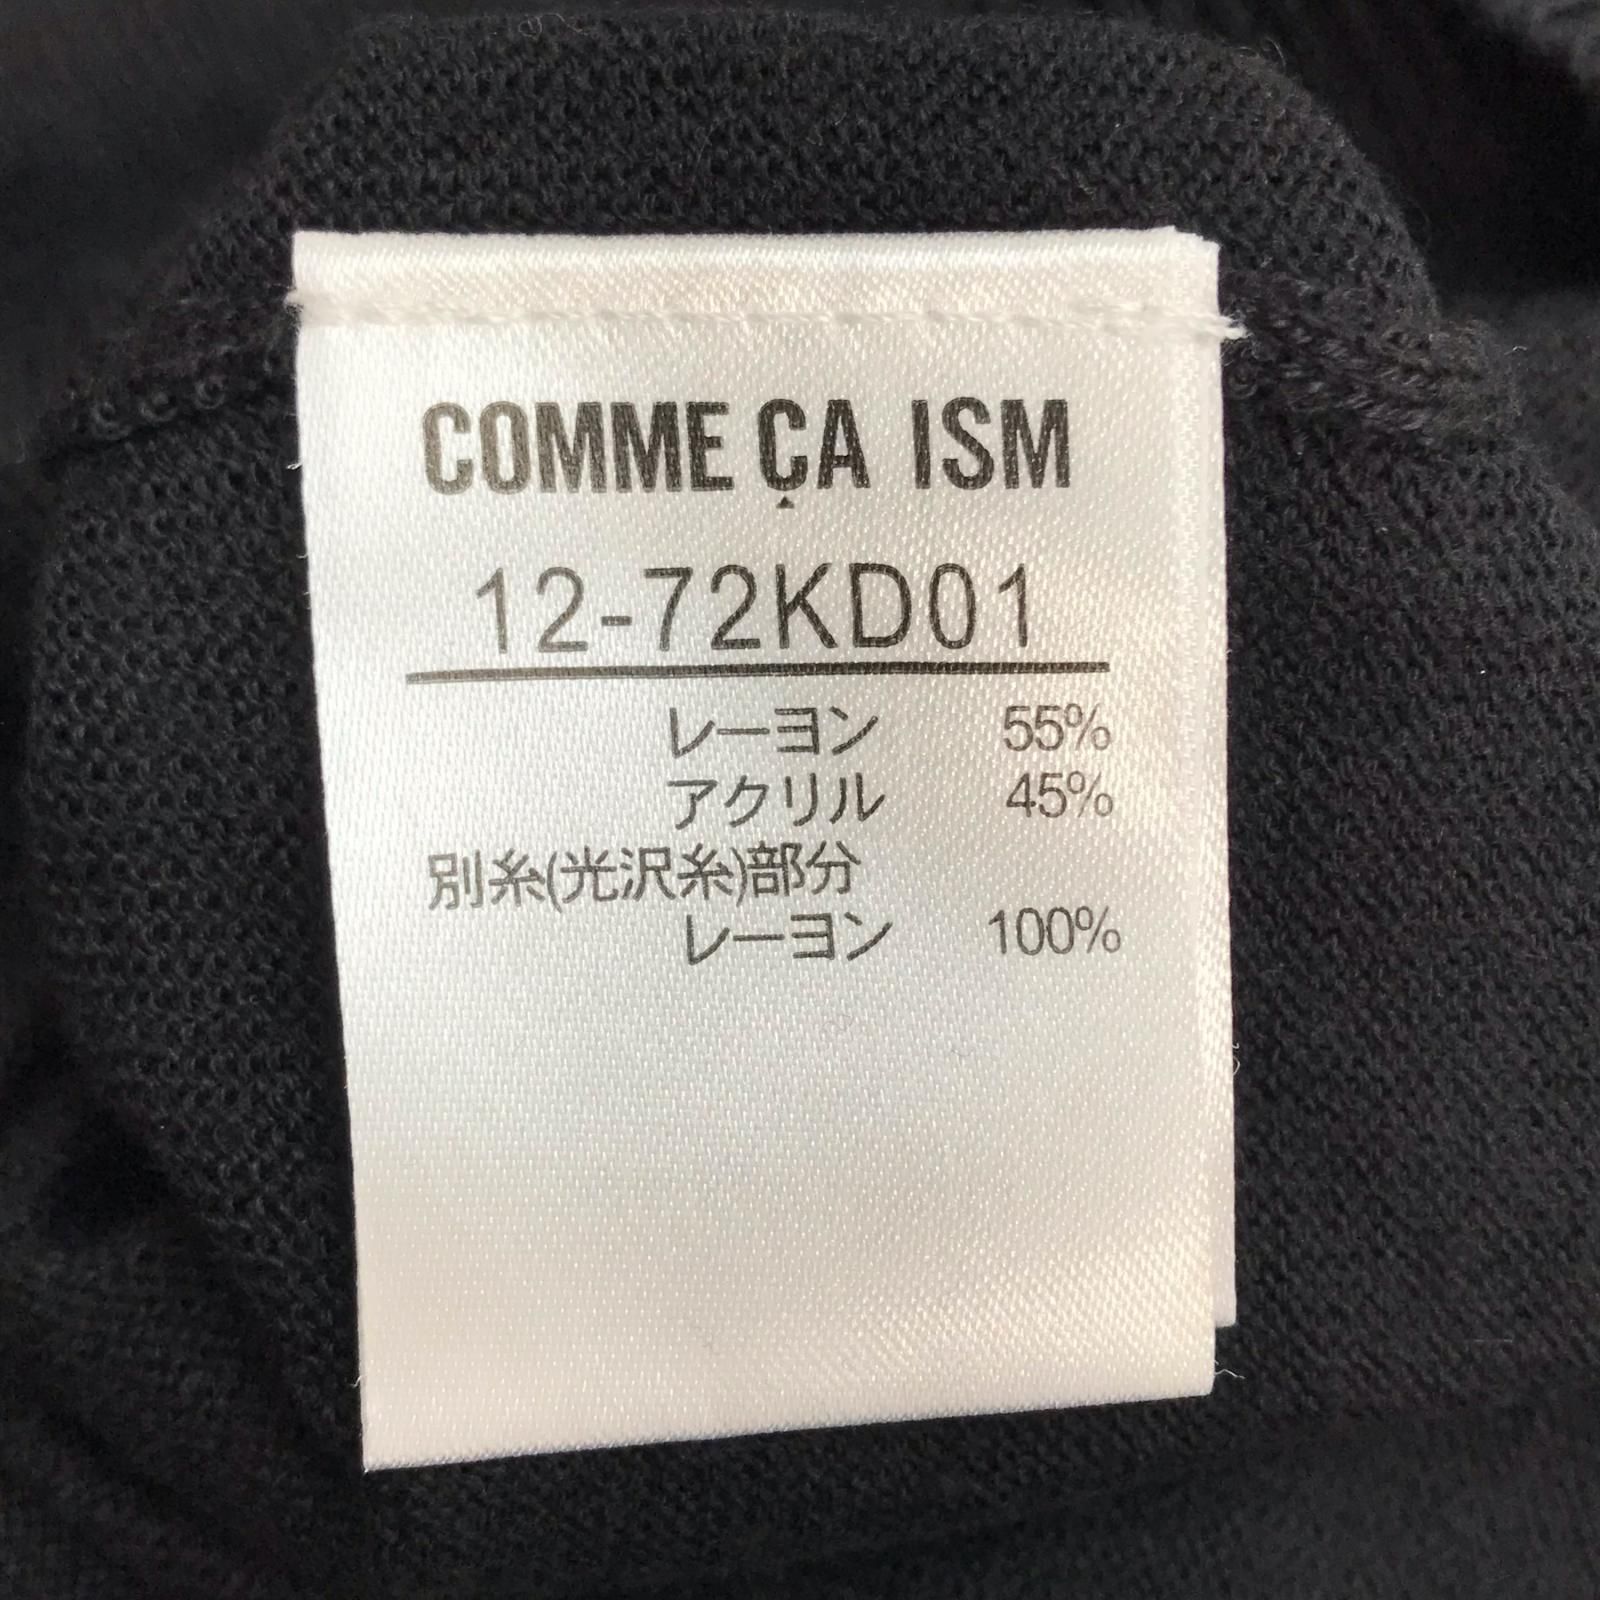 COMME ÇA ISM
12-72KD01
レーヨン 55%
アクリル 45%
別糸(光沢糸)部分
レーヨン 100%